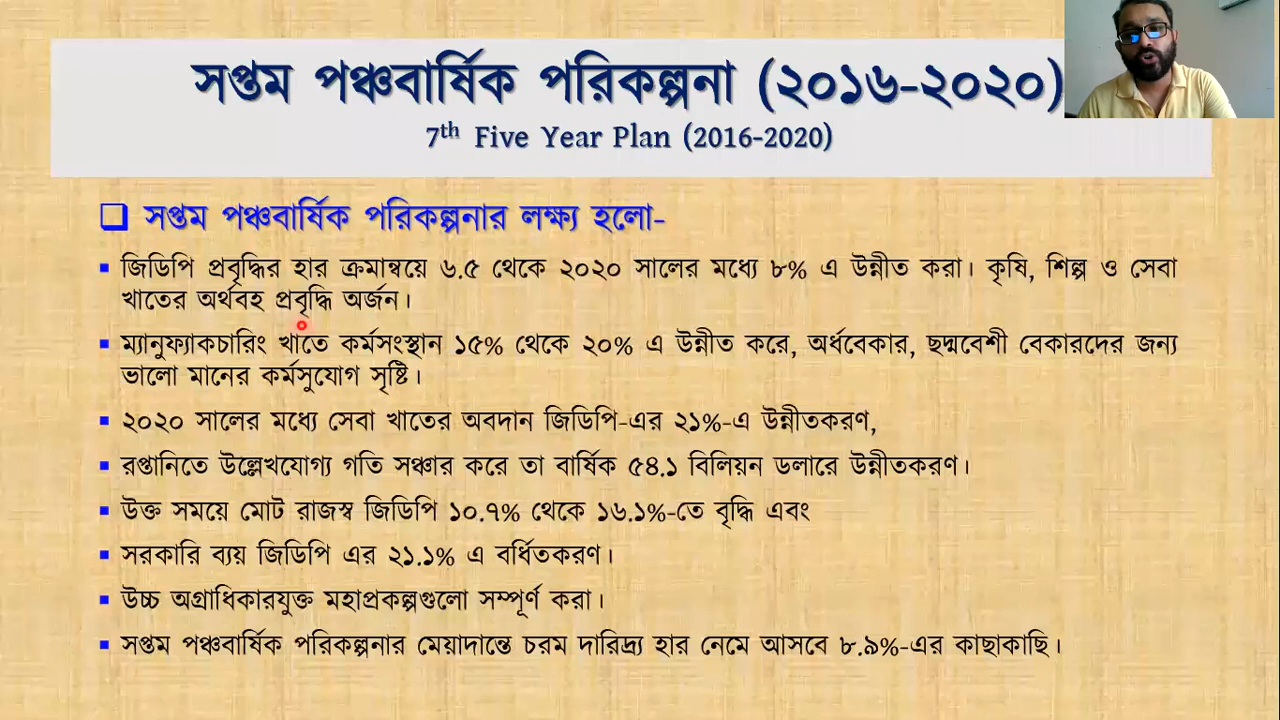 সপ্তম পঞ্চবার্ষিক পরিকল্পনা (২০১৬-২০২০)
7th Five Year Plan (2016-2020)
সপ্তম পঞ্চবার্ষিক পরিকল্পনার লক্ষ্য হলো-
জিডিপি প্রবৃদ্ধির হার ক্রমান্বয়ে ৬.৫ থেকে ২০২০ সালের মধ্যে ৮% এ উন্নীত করা। কৃষি, শিল্প ও সেবা
খাতের অর্থবহ প্রবৃদ্ধি অর্জন।
ম্যানুফ্যাকচারিং খাতে কর্মসংস্থান ১৫% থেকে ২০% এ উন্নীত করে, অর্ধবেকার, ছদ্মবেশী বেকারদের জন্য
ভালো মানের কর্মসুযোগ সৃষ্টি।
২০২০ সালের মধ্যে সেবা খাতের অবদান জিডিপি-এর ২১%-এ উন্নীতকরণ,
রপ্তানিতে উল্লেখযোগ্য গতি সঞ্চার করে তা বার্ষিক ৫৪.১ বিলিয়ন ডলারে উন্নীতকরণ।
উক্ত সময়ে মোট রাজস্ব জিডিপি ১০.৭% থেকে ১৬.১%-তে বৃদ্ধি এবং
সরকারি ব্যয় জিডিপি এর ২১.১% এ বর্ধিতকরণ।
উচ্চ অগ্রাধিকারযুক্ত মহাপ্রকল্পগুলো সম্পূর্ণ করা।
সপ্তম পঞ্চবার্ষিক পরিকল্পনার মেয়াদান্তে চরম দারিদ্র্য হার নেমে আসবে ৮.৯%-এর কাছাকাছি।